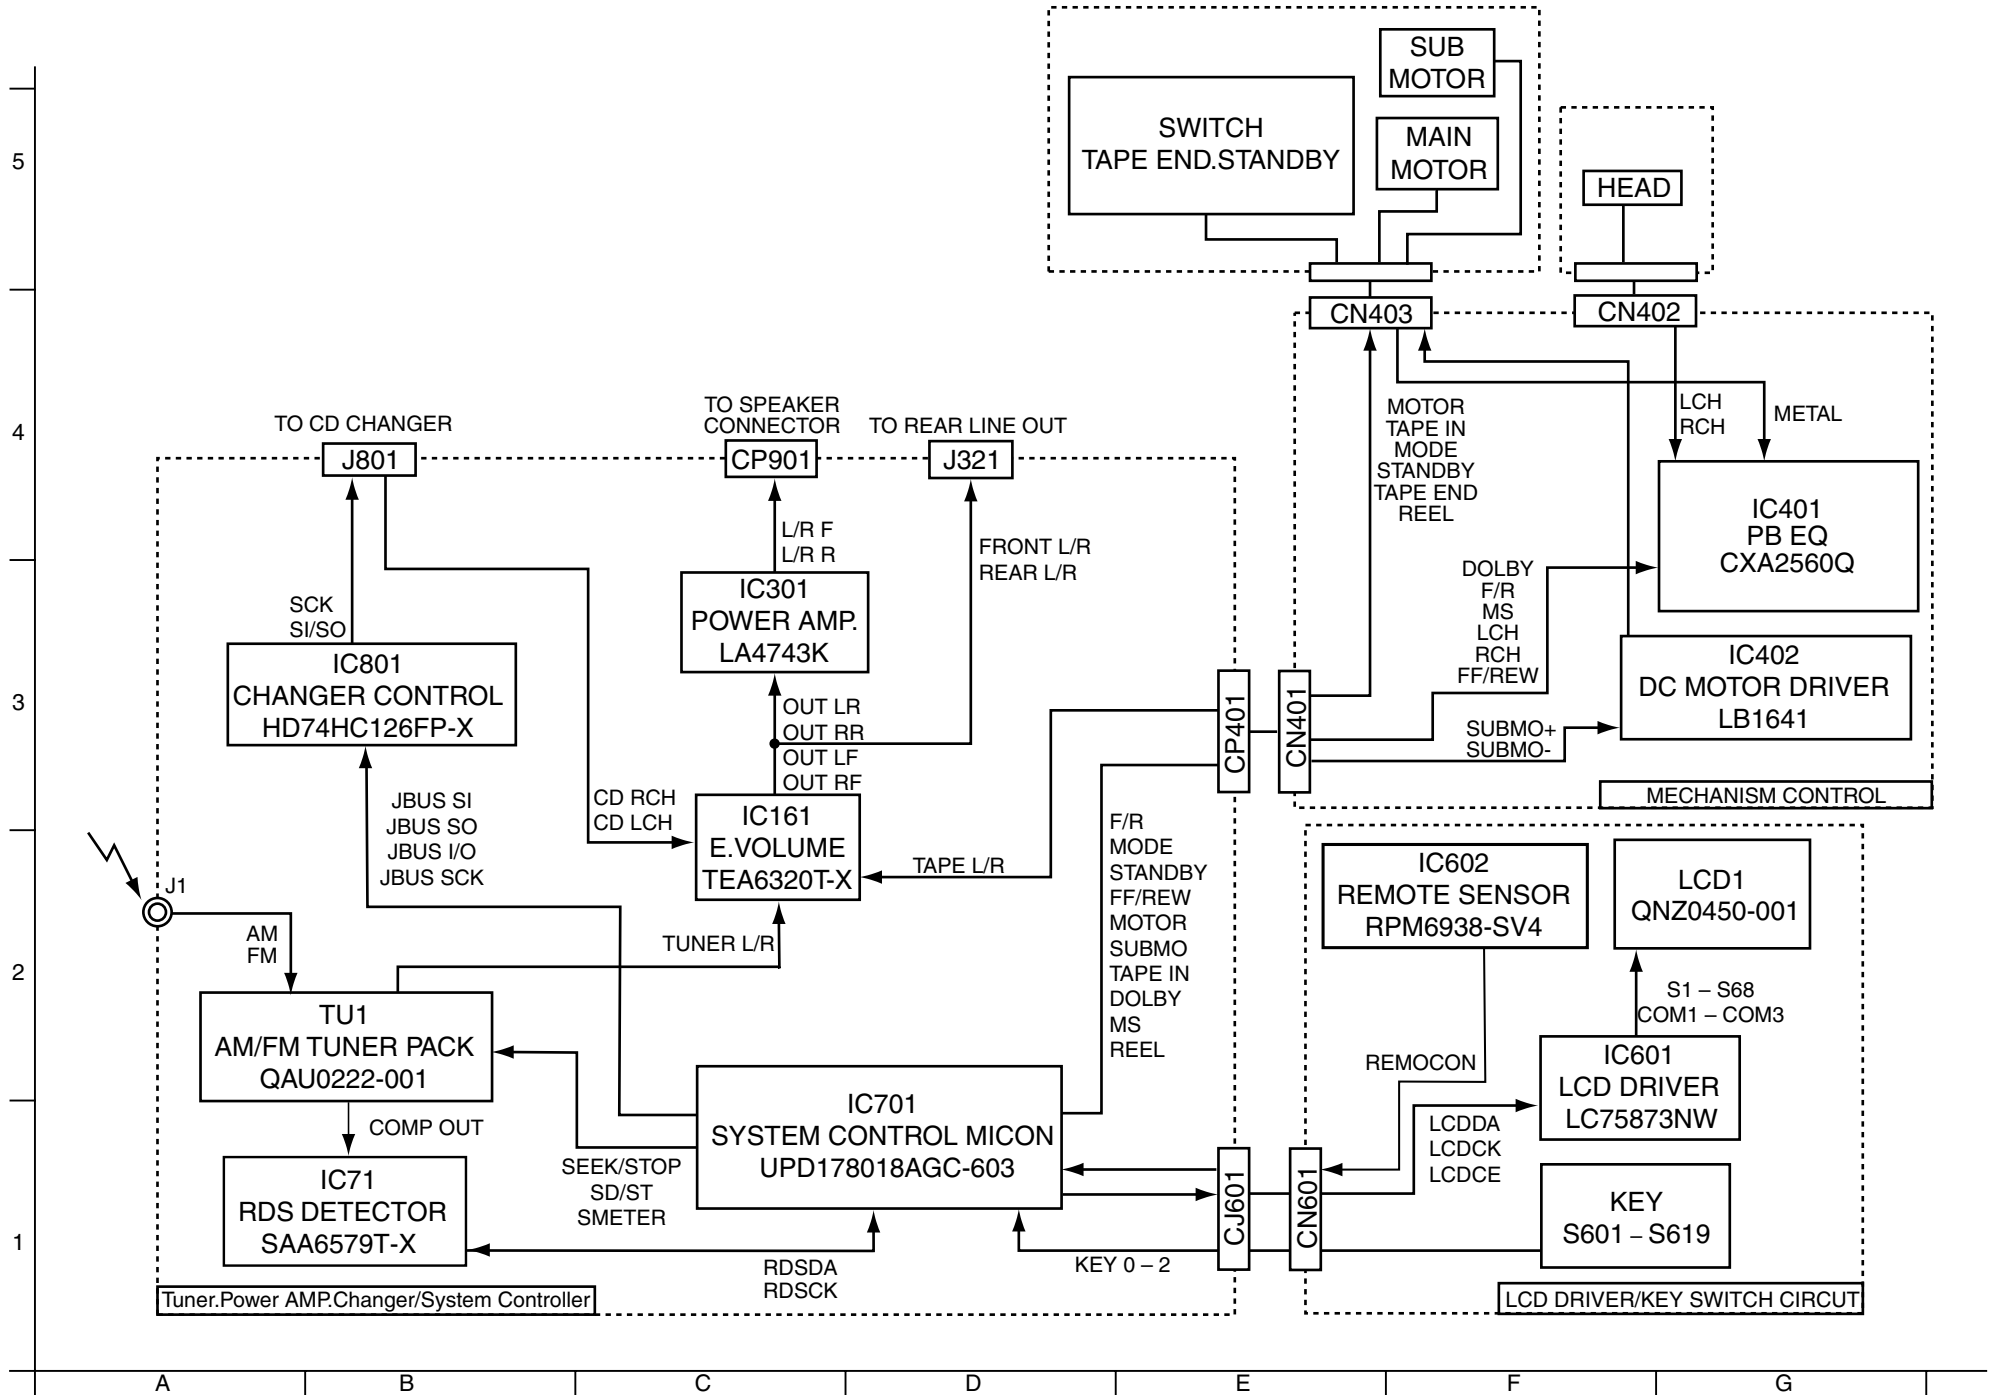 SUB
MOTOR
SWITCH
TAPE END.STANDBY
MAIN
MOTOR
HEAD
5
CN403
CN402
4
TO CD CHANGER
J801
TO SPEAKER
CONNECTOR
CP901
TO REAR LINE OUT
J321
MOTOR
TAPE IN
MODE
STANDBY
TAPE END
REEL
LCH
RCH
METAL
IC401
PB EQ
CXA2560Q
L/R F
L/R R
FRONT L/R
REAR L/R
IC301
POWER AMP.
LA4743K
SCK
SI/SO
IC801
CHANGER CONTROL
HD74HC126FP-X
DOLBY
F/R
MS
LCH
RCH
FF/REW
IC402
DC MOTOR DRIVER
LB1641
3
OUT LR
OUT RR
OUT LF
OUT RF
CP401
CN401
SUBMO+
SUBMO-
MECHANISM CONTROL
JBUS SI
JBUS SO
JBUS I/O
JBUS SCK
CD RCH
CD LCH
IC161
E.VOLUME
TEA6320T-X
TAPE L/R
F/R
MODE
STANDBY
FF/REW
MOTOR
SUBMO
TAPE IN
DOLBY
MS
REEL
IC602
REMOTE SENSOR
RPM6938-SV4
LCD1
QNZ0450-001
J1
AM
FM
TUNER L/R
2
TU1
AM/FM TUNER PACK
QAU0222-001
S1 – S68
COM1 – COM3
REMOCON
IC601
LCD DRIVER
LC75873NW
COMP OUT
IC701
SYSTEM CONTROL MICON
UPD178018AGC-603
LCDDA
LCDCK
LCDCE
IC71
RDS DETECTOR
SAA6579T-X
SEEK/STOP
SD/ST
SMETER
CJ601
CN601
KEY
S601 – S619
1
RDSDA
RDSCK
KEY 0 – 2
Tuner.Power AMP.Changer/System Controller
LCD DRIVER/KEY SWITCH CIRCUT
A
B
C
D
E
F
G